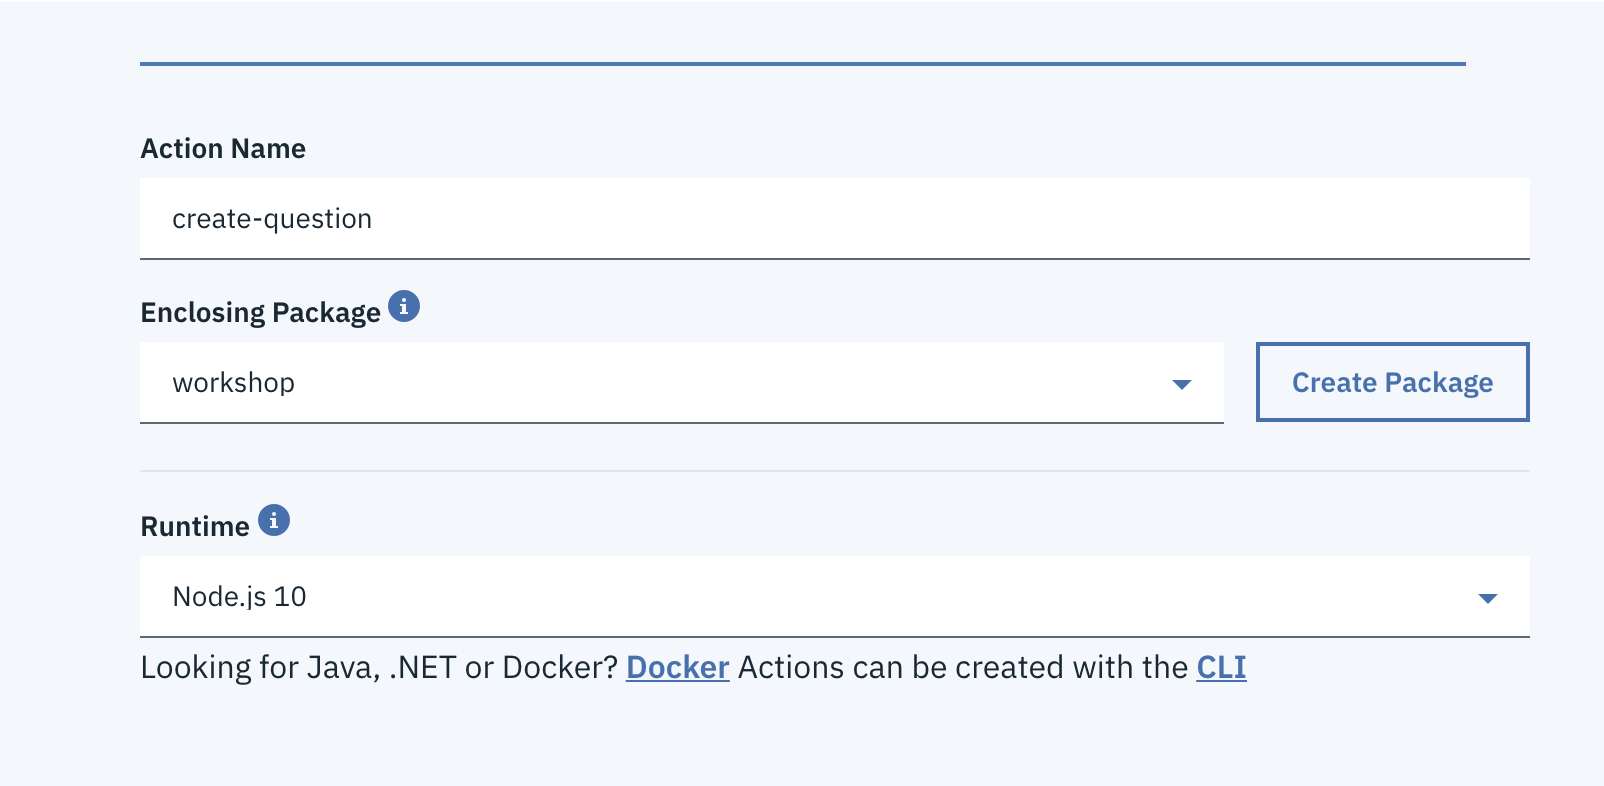 Action Name
create-question
Enclosing Package
workshop
Create Package
Runtime
Node.js 10
Looking for Java, .NET or Docker? Docker Actions can be created with the CLI